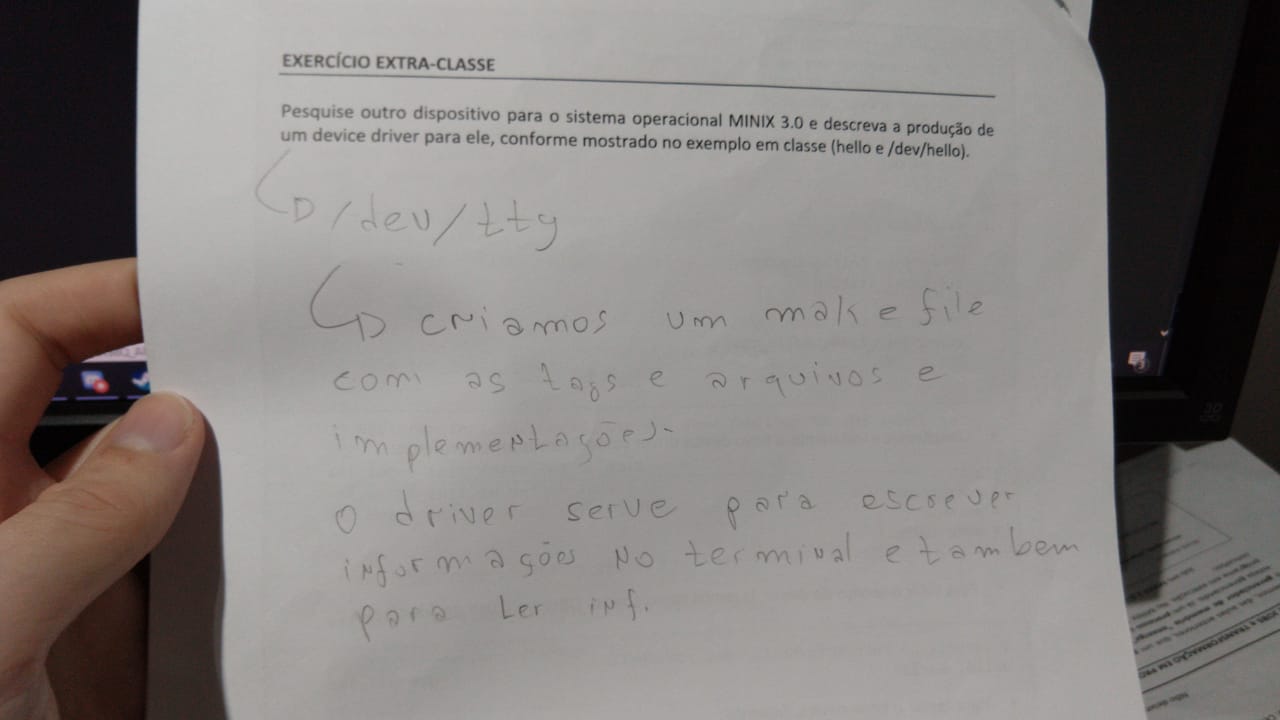 EXERCÍCIO EXTRA-CLASSE
Pesquise outro dispositivo para o sistema operacional MINIX 3.0 e descreva a produção de
um device driver para ele, conforme mostrado no exemplo em classe (hello e /dev/hello).
/dev/tty
criamos um makefile
com as tags e arquivos e
implementações.
O driver serve para escrever
informações no terminal e tambem
para Ler inf.